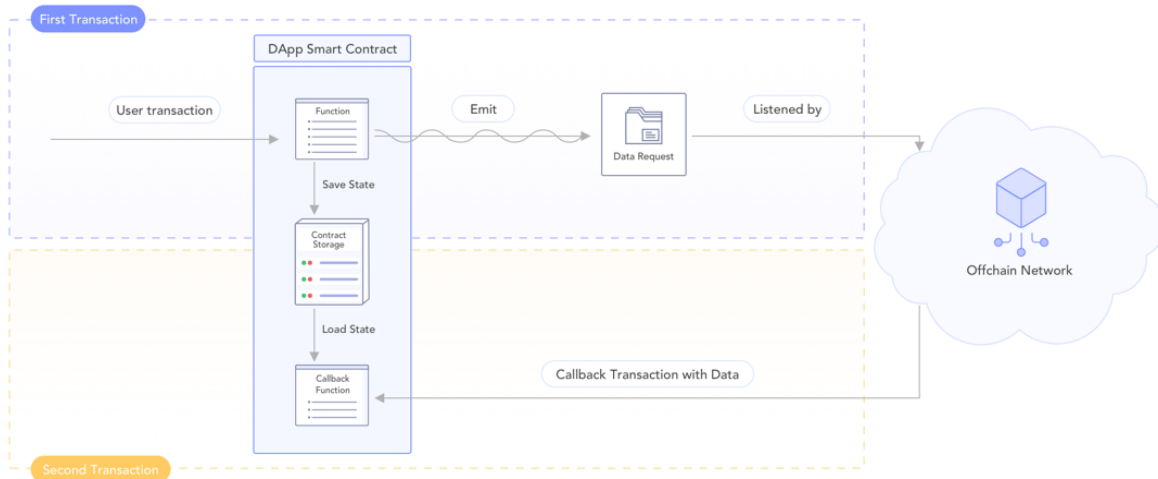 First Transaction
DApp Smart Contract
User transaction
Function
Emit
Data Request
Listened by
Save State
Contract
Storage
Offchain Network
Load State
Callback Transaction with Data
Callback
Function
Second Transaction